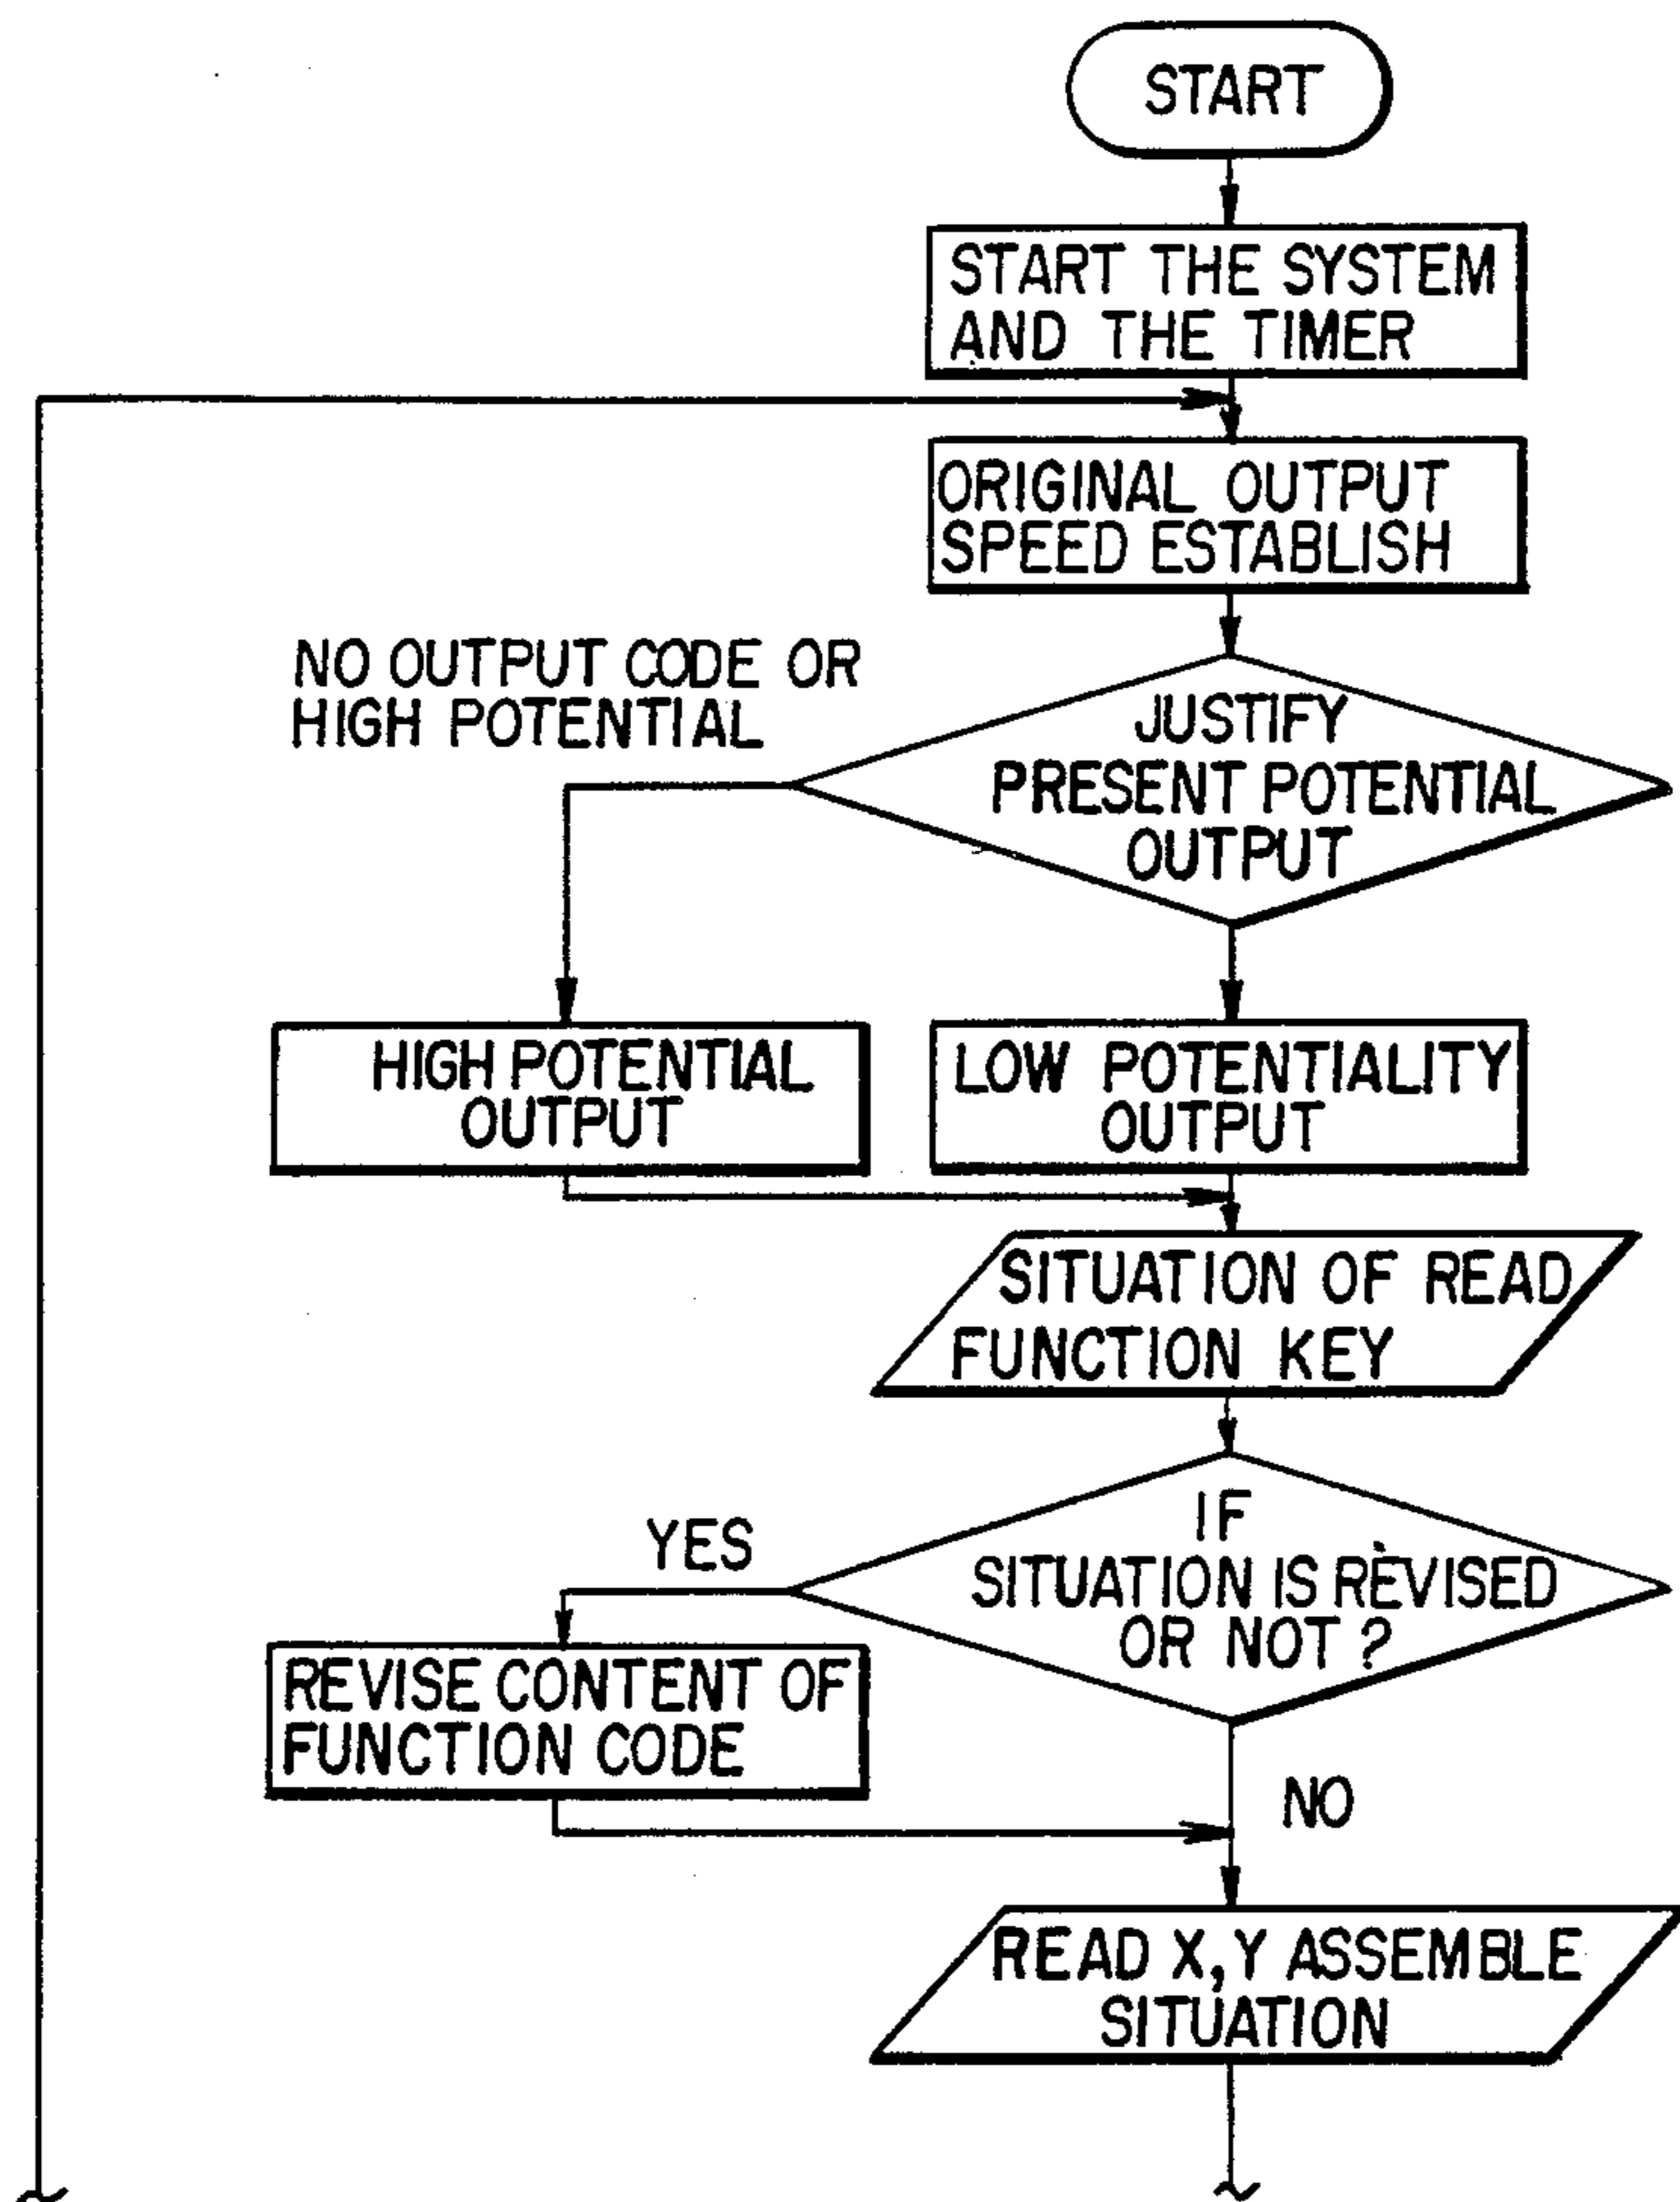 START
START THE SYSTEM
AND THE TIMER
ORIGINAL OUTPUT
SPEED ESTABLISH
NO OUTPUT CODE OR
HIGH POTENTIAL
JUSTIFY
PRESENT POTENTIAL
OUTPUT
HIGH POTENTIAL
OUTPUT
LOW POTENTIALITY
OUTPUT
SITUATION OF READ
FUNCTION KEY
IF
SITUATION IS REVISED
OR NOT ?
YES
REVISE CONTENT OF
FUNCTION CODE
NO
READ X,Y ASSEMBLE
SITUATION